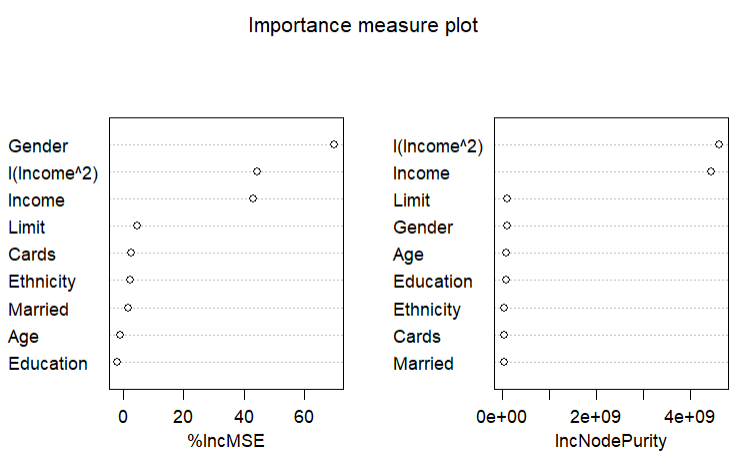 Importance measure plot
Gender
I(Income^2)
Income
Limit
Cards
Ethnicity
Married
Age
Education
0 20 40 60
%IncMSE
I(Income^2)
Income
Limit
Gender
Age
Education
Ethnicity
Cards
Married
0e+00 2e+09 4e+09
IncNodePurity